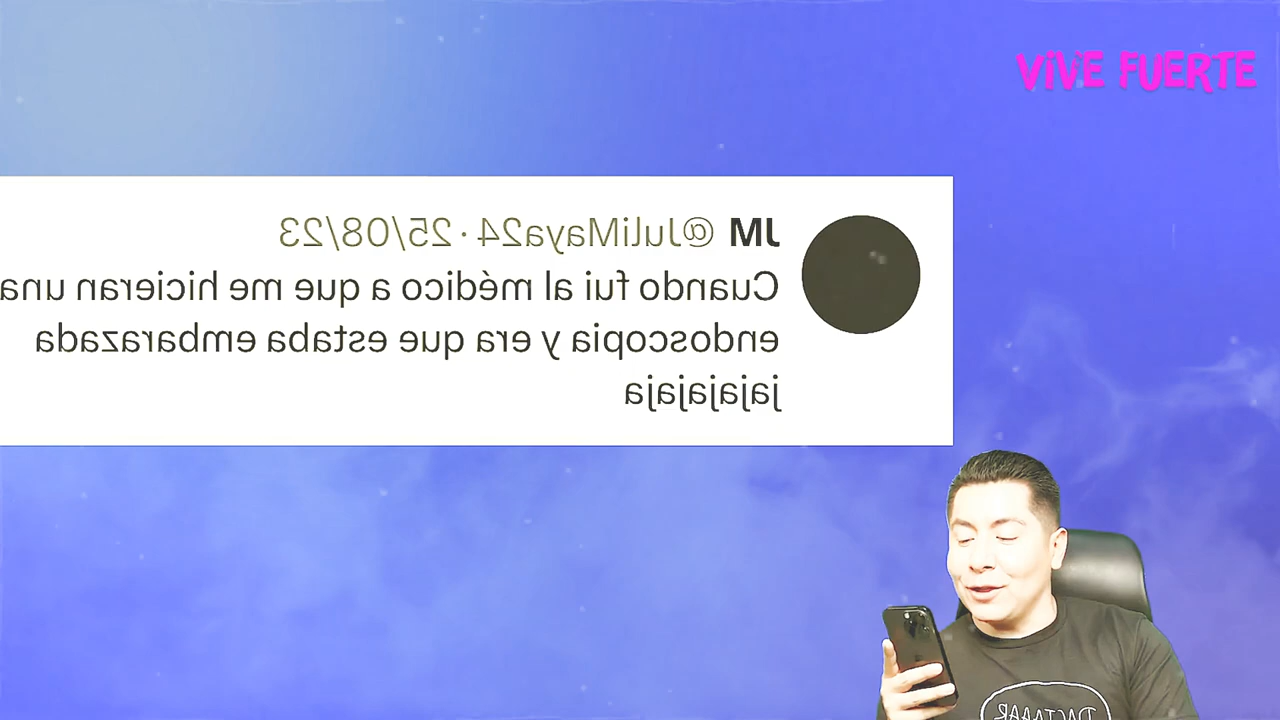 VIVE FUERTE
JM @JuliMaya24 · 25/08/23
Cuando fui al médico a que me hicieran una
endoscopia y era que estaba embarazada
jajajajaja